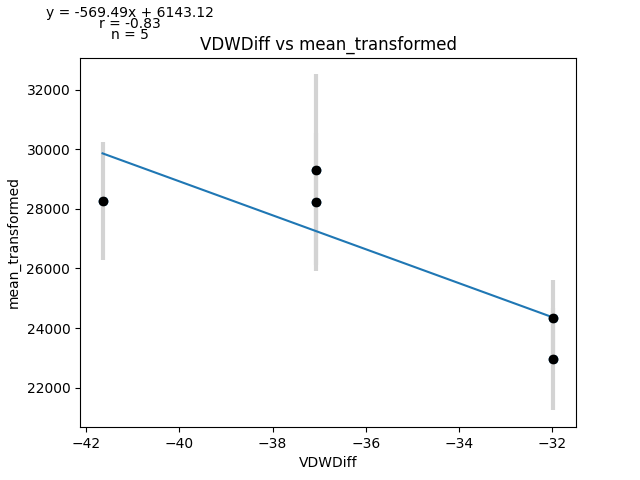 y = -569.49x + 6143.12
r = -0.83
n = 5
VDWDiff vs mean_transformed
mean_transformed
32000
30000
28000
26000
24000
22000
−42
−40
−38
−36
−34
−32
VDWDiff